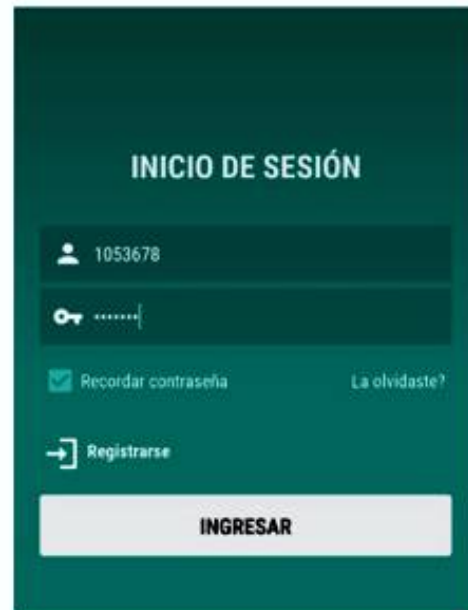 INICIO DE SESIÓN
1053678
•••••••
Recordar contraseña La olvidaste?
Registrarse
INGRESAR